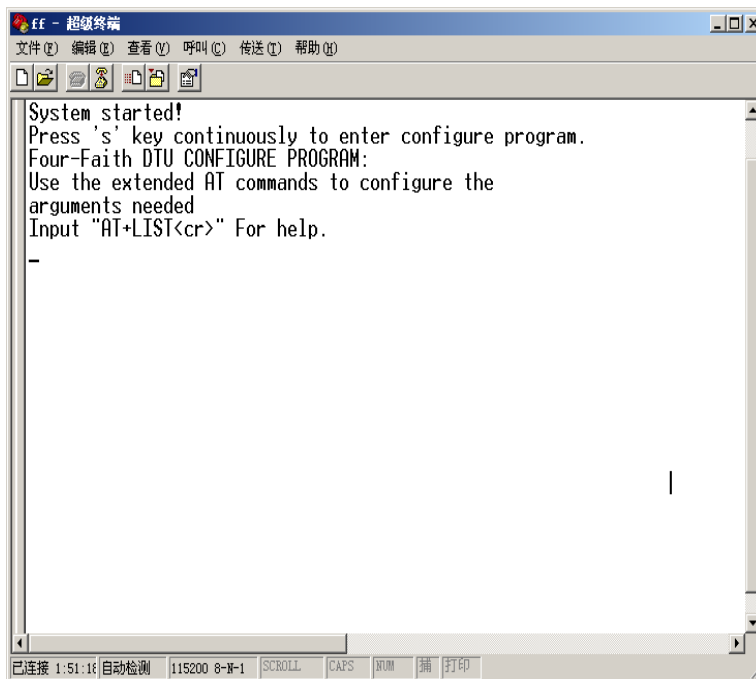 ff - 超级终端
文件(F) 编辑(E) 查看(V) 呼叫(C) 传送(T) 帮助(H)
System started!
Press 's' key continuously to enter configure program.
Four-Faith DTU CONFIGURE PROGRAM:
Use the extended AT commands to configure the
arguments needed
Input "AT+LIST<cr>" For help.
已连接 1:51:18 自动检测 115200 8-N-1 SCROLL CAPS NUM 捕 打印